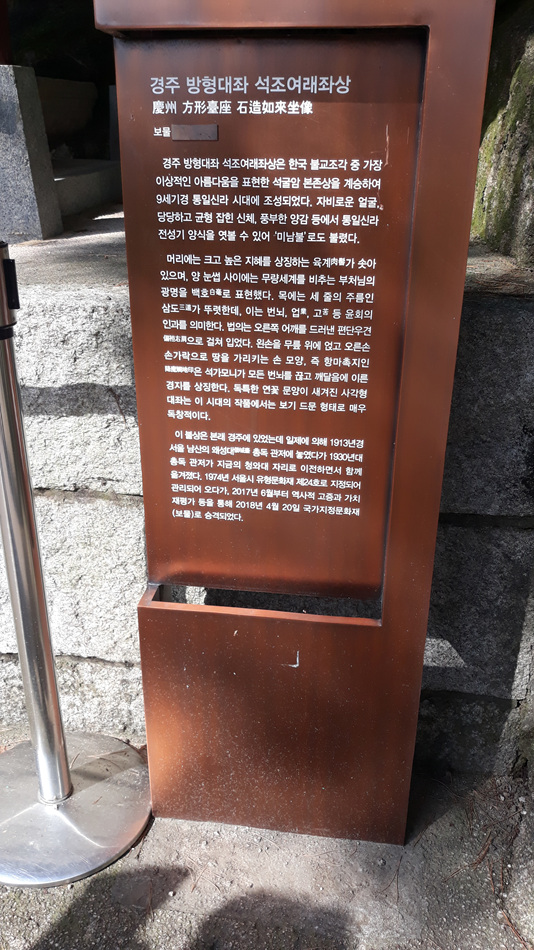 경주 방형대좌 석조여래좌상
慶州 方形臺座 石造如來坐像
보물
경주 방형대좌 석조여래좌상은 한국 불교조각 중 가장
이상적인 아름다움을 표현한 석굴암 본존상을 계승하여
9세기경 통일신라 시대에 조성되었다. 자비로운 얼굴,
당당하고 균형 잡힌 신체, 풍부한 양감 등에서 통일신라
전성기 양식을 엿볼 수 있어 '미남불'로도 불렸다.
머리에는 크고 높은 지혜를 상징하는 육계肉髻가 솟아
있으며, 양 눈썹 사이에는 무량세계를 비추는 부처님의
광명을 백호白毫로 표현했다. 목에는 세 줄의 주름인
삼도三道가 뚜렷한데, 이는 번뇌, 업業, 고苦 등 윤회의
인과를 의미한다. 법의는 오른쪽 어깨를 드러낸 편단우견
偏袒右肩으로 걸쳐 입었다. 왼손을 무릎 위에 얹고 오른손
손가락으로 땅을 가리키는 손 모양, 즉 항마촉지인
降魔觸地印은 석가모니가 모든 번뇌를 끊고 깨달음에 이른
경지를 상징한다. 독특한 연꽃 문양이 새겨진 사각형
대좌는 이 시대의 작품에서는 보기 드문 형태로 매우
독창적이다.
이 불상은 본래 경주에 있었는데 일제에 의해 1913년경
서울 남산의 왜성대倭城臺 총독 관저에 놓였다가 1930년대
총독 관저가 지금의 청와대 자리로 이전하면서 함께
옮겨졌다. 1974년 서울시 유형문화재 제24호로 지정되어
관리되어 오다가, 2017년 6월부터 역사적 고증과 가치
재평가 등을 통해 2018년 4월 20일 국가지정문화재
(보물)로 승격되었다.